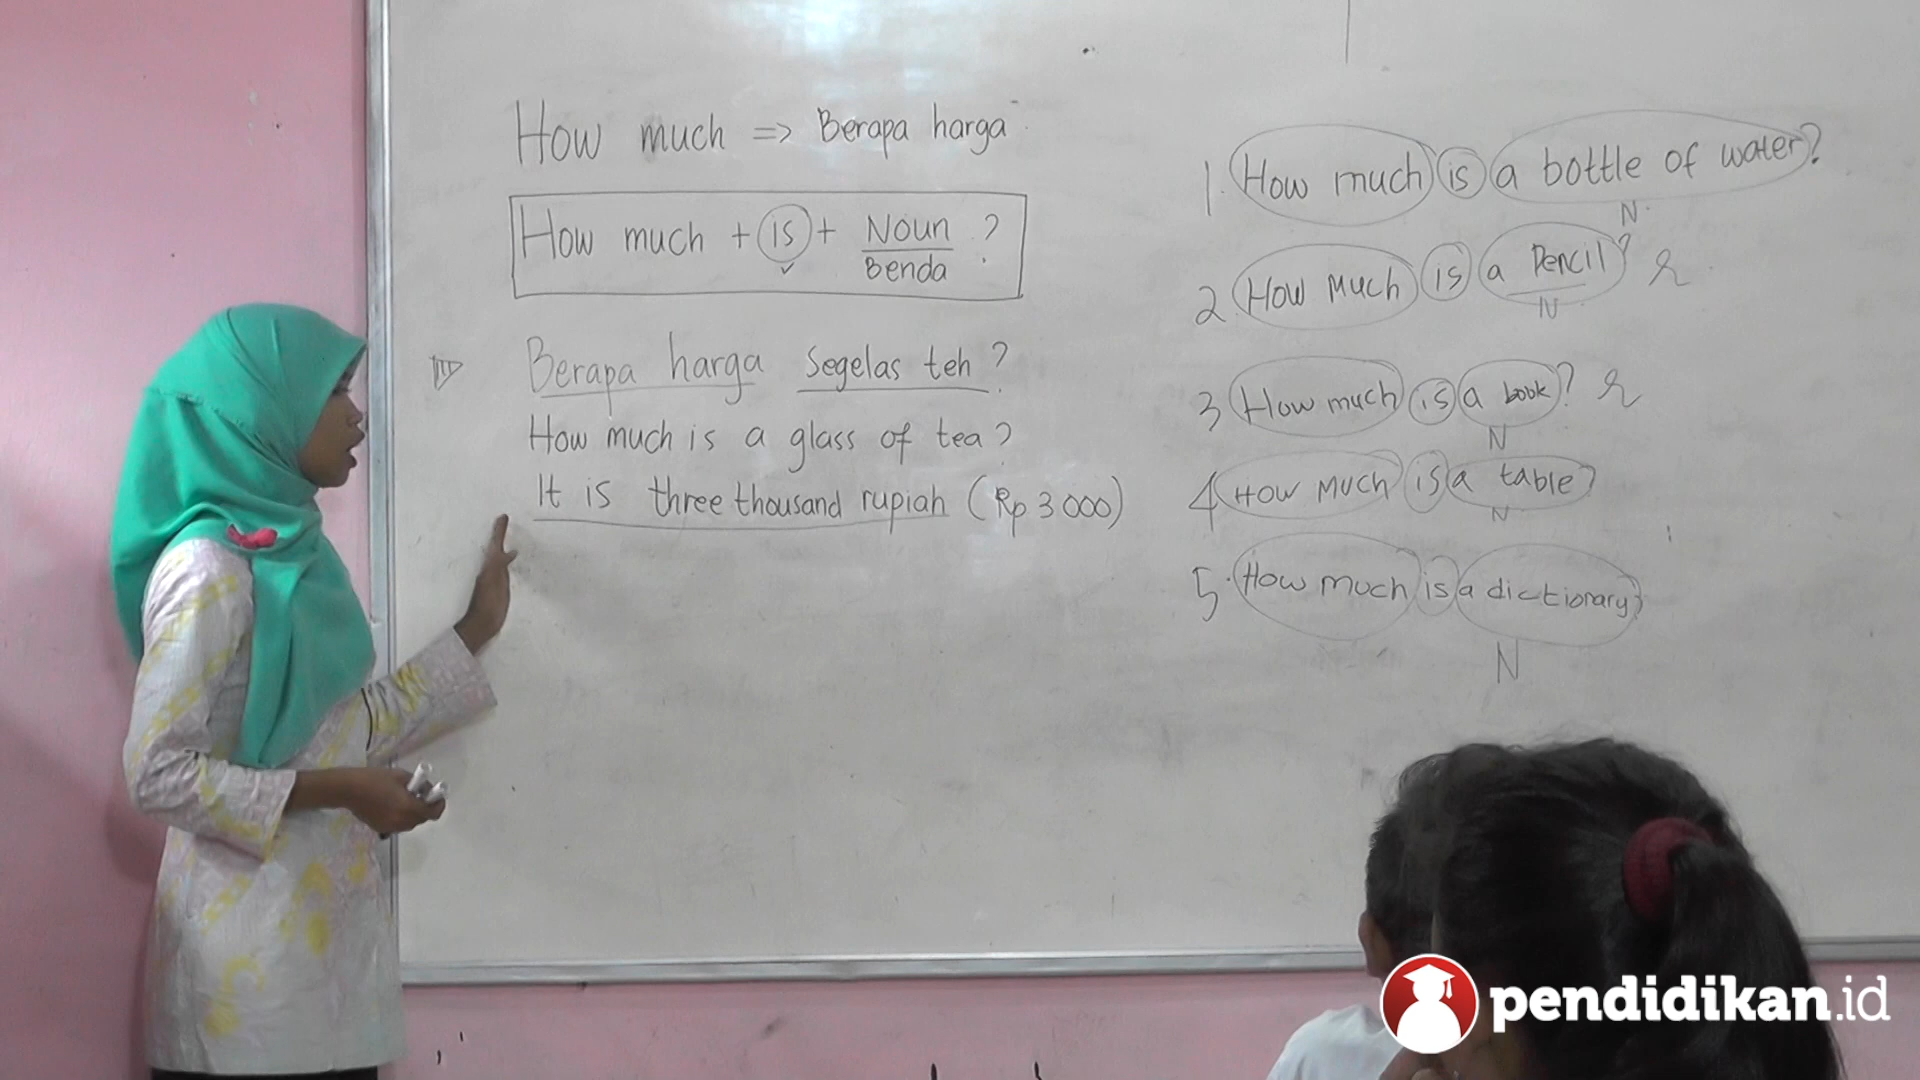 How much => Berapa harga
How much + is + Noun ?
Benda
Berapa harga segelas teh ?
How much is a glass of tea ?
It is three thousand rupiah (Rp 3000)
1. How much is a bottle of water?
N
2. How Much is a Pencil?
N
3 How much is a book?
N
4 How Much is a table?
N
5. How much is a dictionary?
N
pendidikan.id